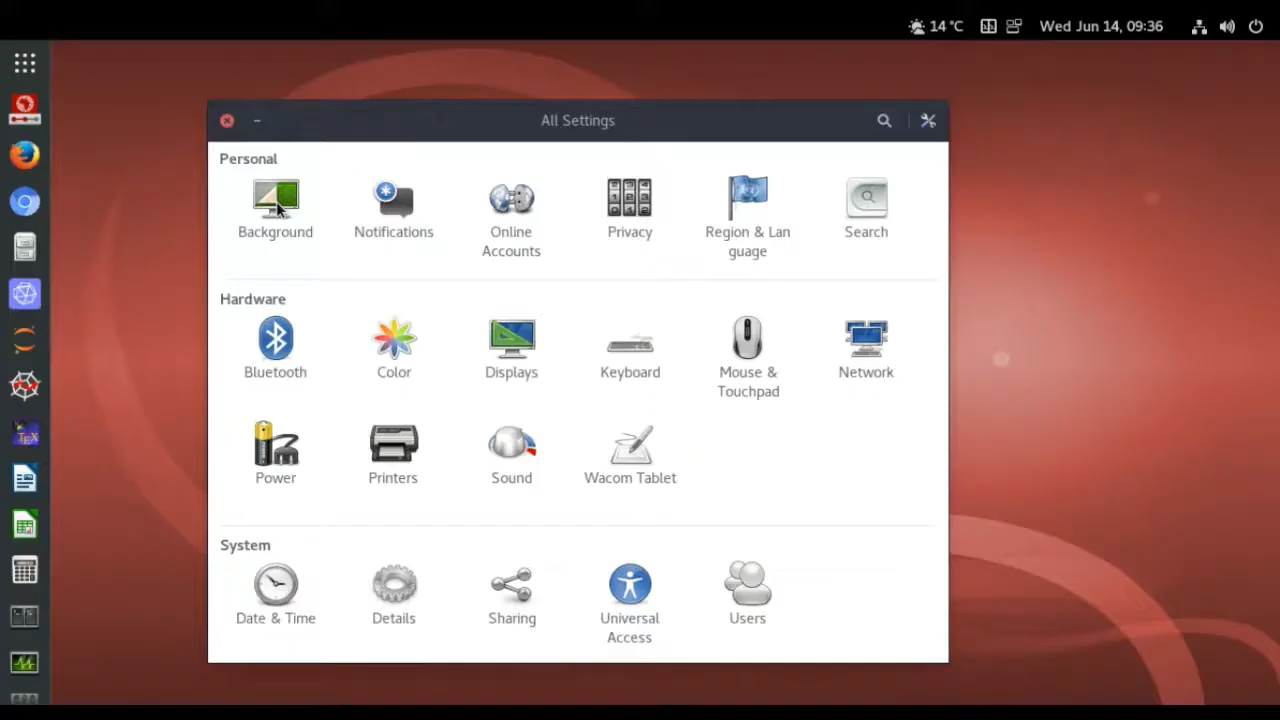 14 °C
Wed Jun 14, 09:36
All Settings
Personal
Background
Notifications
Online
Accounts
Privacy
Region & Lan
guage
Search
Hardware
Bluetooth
Color
Displays
Keyboard
Mouse &
Touchpad
Network
Power
Printers
Sound
Wacom Tablet
System
Date & Time
Details
Sharing
Universal
Access
Users